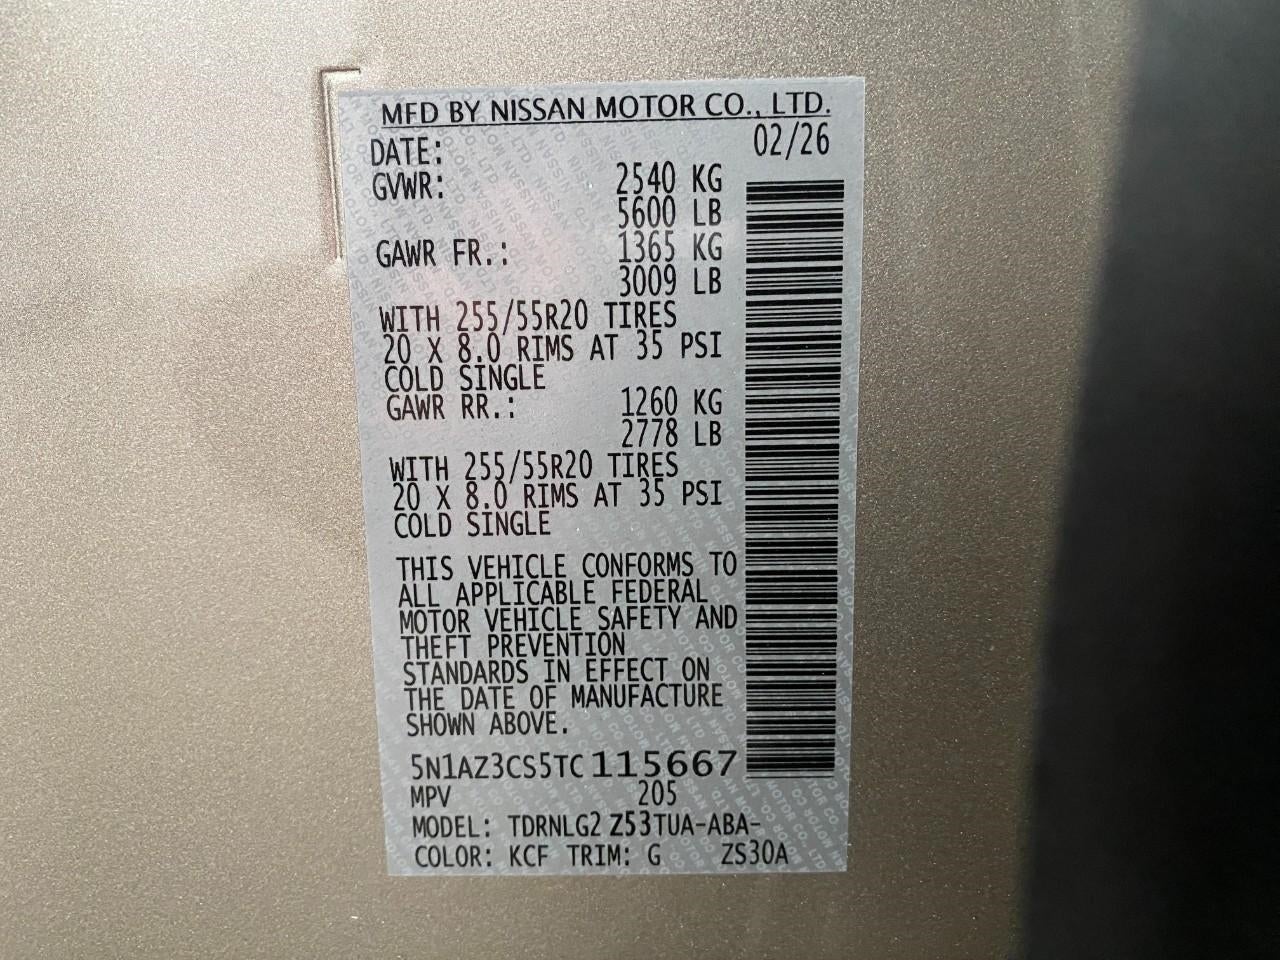 MFD BY NISSAN MOTOR CO., LTD.
DATE: 02/26
GVWR: 2540 KG
5600 LB
GAWR FR.: 1365 KG
3009 LB
WITH 255/55R20 TIRES
20 X 8.0 RIMS AT 35 PSI
COLD SINGLE
GAWR RR.: 1260 KG
2778 LB
WITH 255/55R20 TIRES
20 X 8.0 RIMS AT 35 PSI
COLD SINGLE
THIS VEHICLE CONFORMS TO
ALL APPLICABLE FEDERAL
MOTOR VEHICLE SAFETY AND
THEFT PREVENTION
STANDARDS IN EFFECT ON
THE DATE OF MANUFACTURE
SHOWN ABOVE.
5N1AZ3CS5TC115667
MPV 205
MODEL: TDRNLG2 Z53TUA-ABA-
COLOR: KCF TRIM: G ZS30A